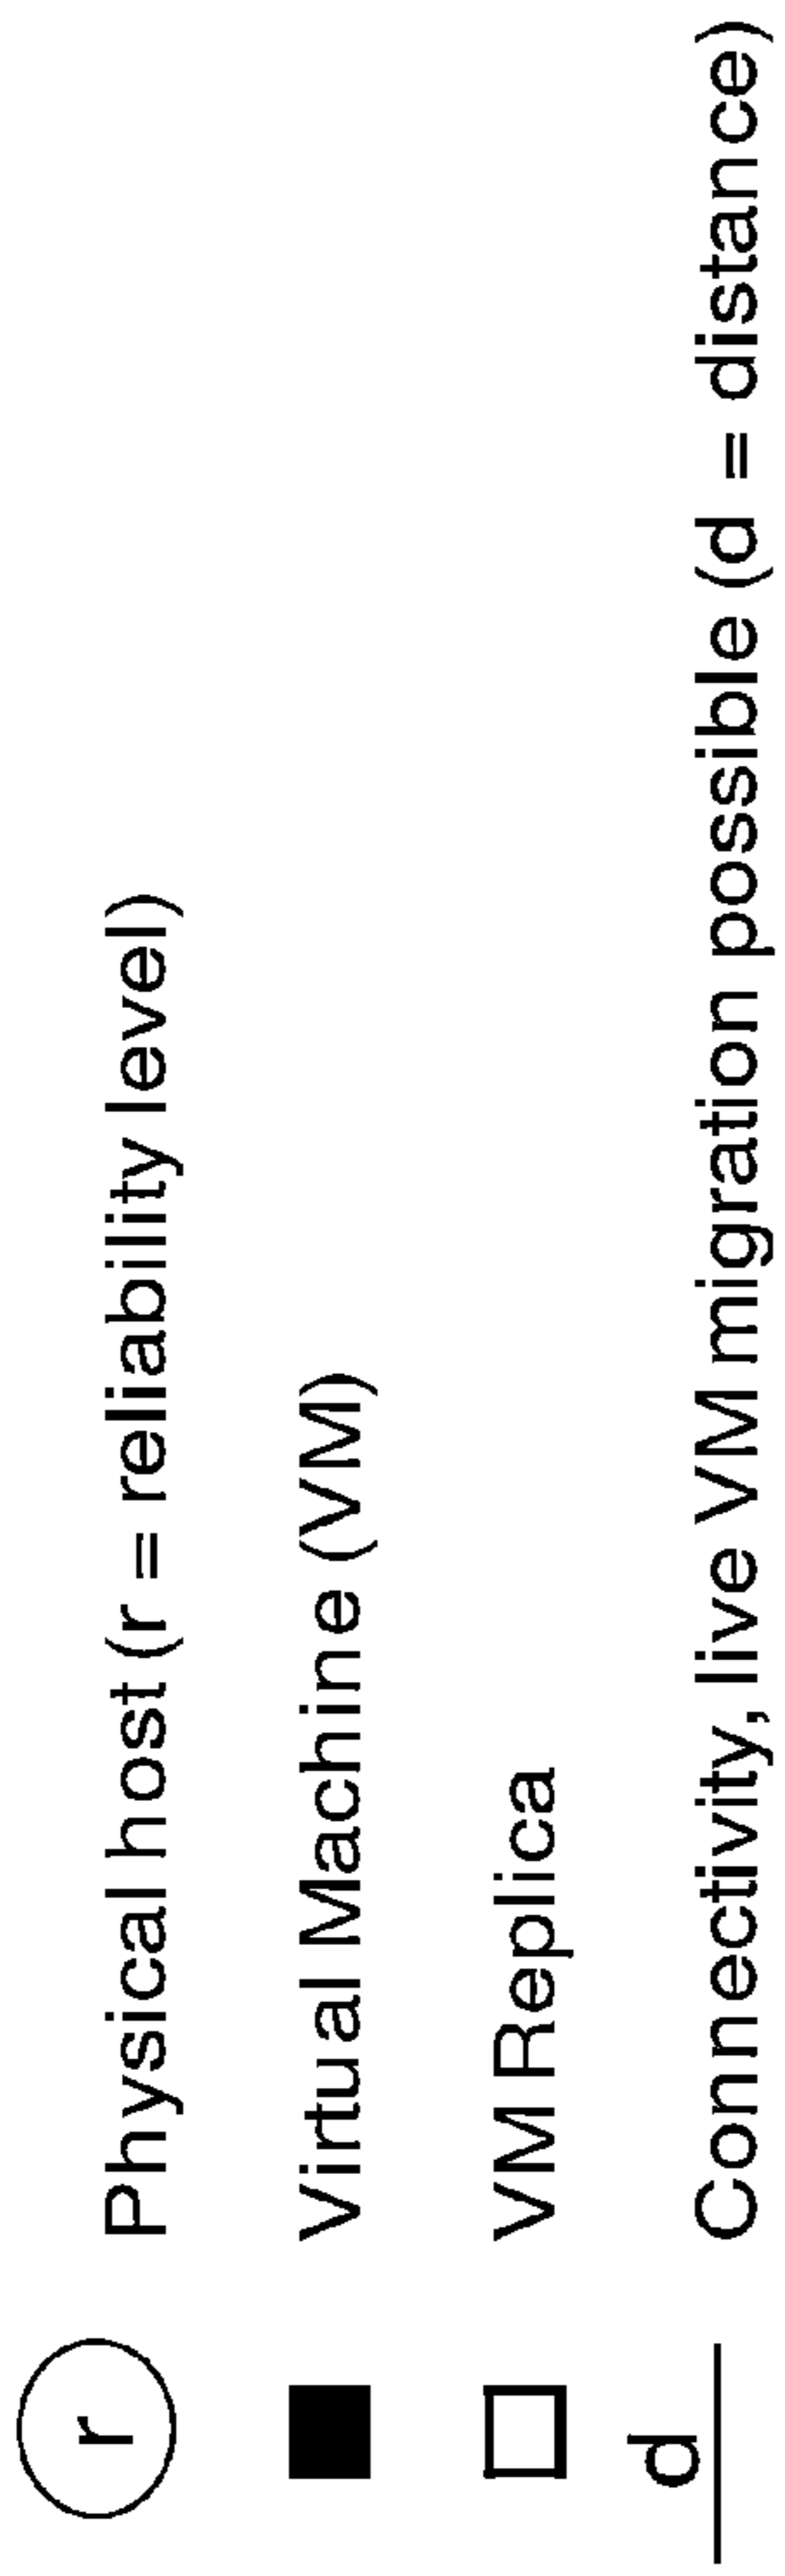 r Physical host (r = reliability level)
Virtual Machine (VM)
VM Replica
d Connectivity, live VM migration possible (d = distance)